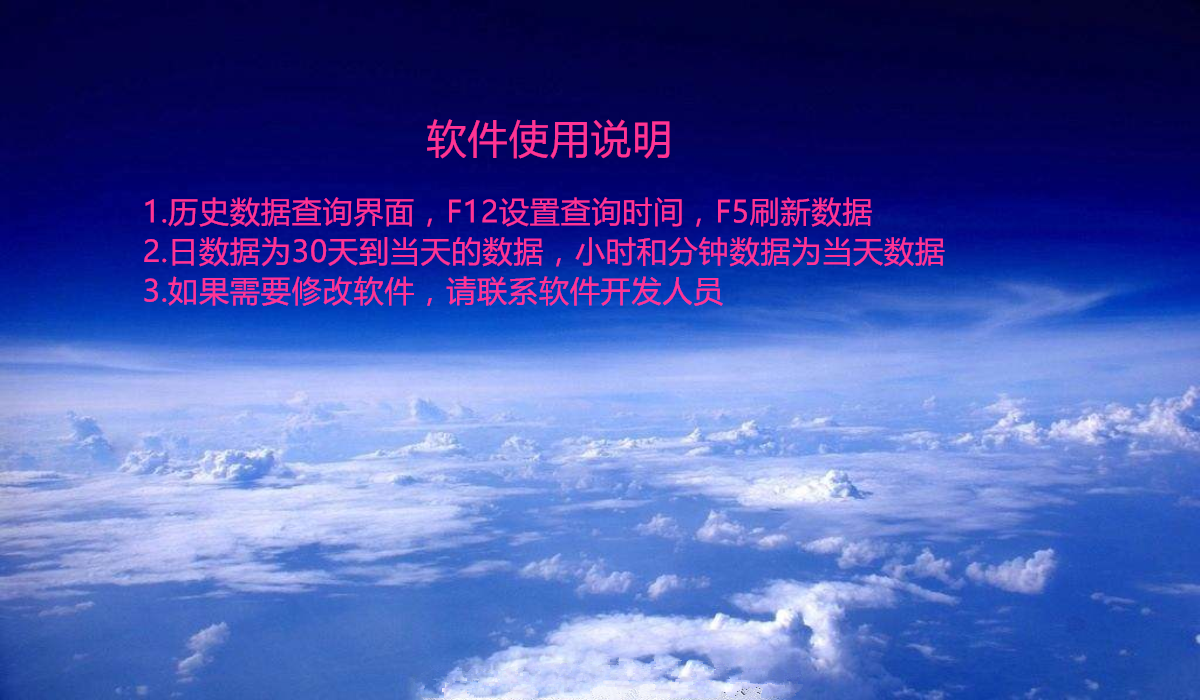 软件使用说明
1.历史数据查询界面，F12设置查询时间，F5刷新数据
2.日数据为30天到当天的数据，小时和分钟数据为当天数据
3.如果需要修改软件，请联系软件开发人员